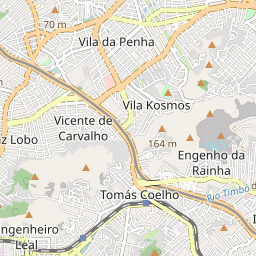 70 m
Vila da Penha
Vila Kosmos
Vicente de
Carvalho
z Lobo
164 m
Engenho da
Rainha
Rio Timbó
Tomás Coelho
ngenheiro
Leal